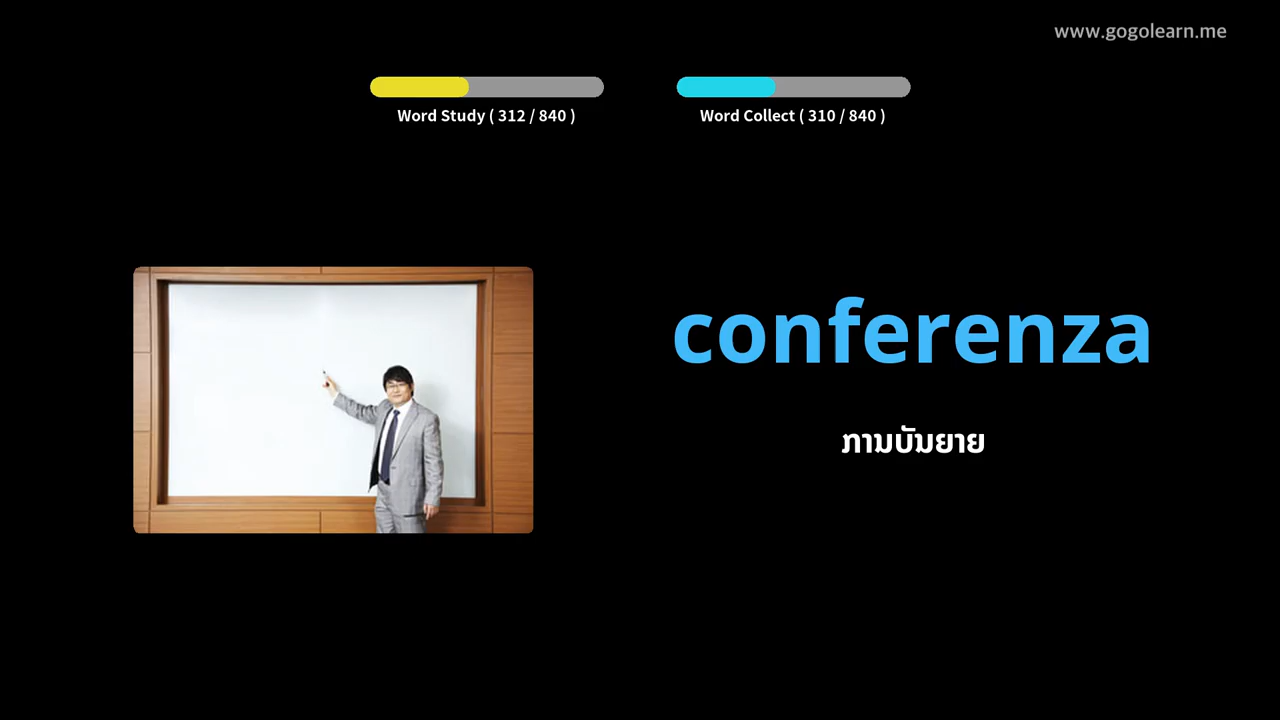 www.gogolearn.me
Word Study ( 312 / 840 )
Word Collect ( 310 / 840 )
conferenza
ການບັນຍາຍ